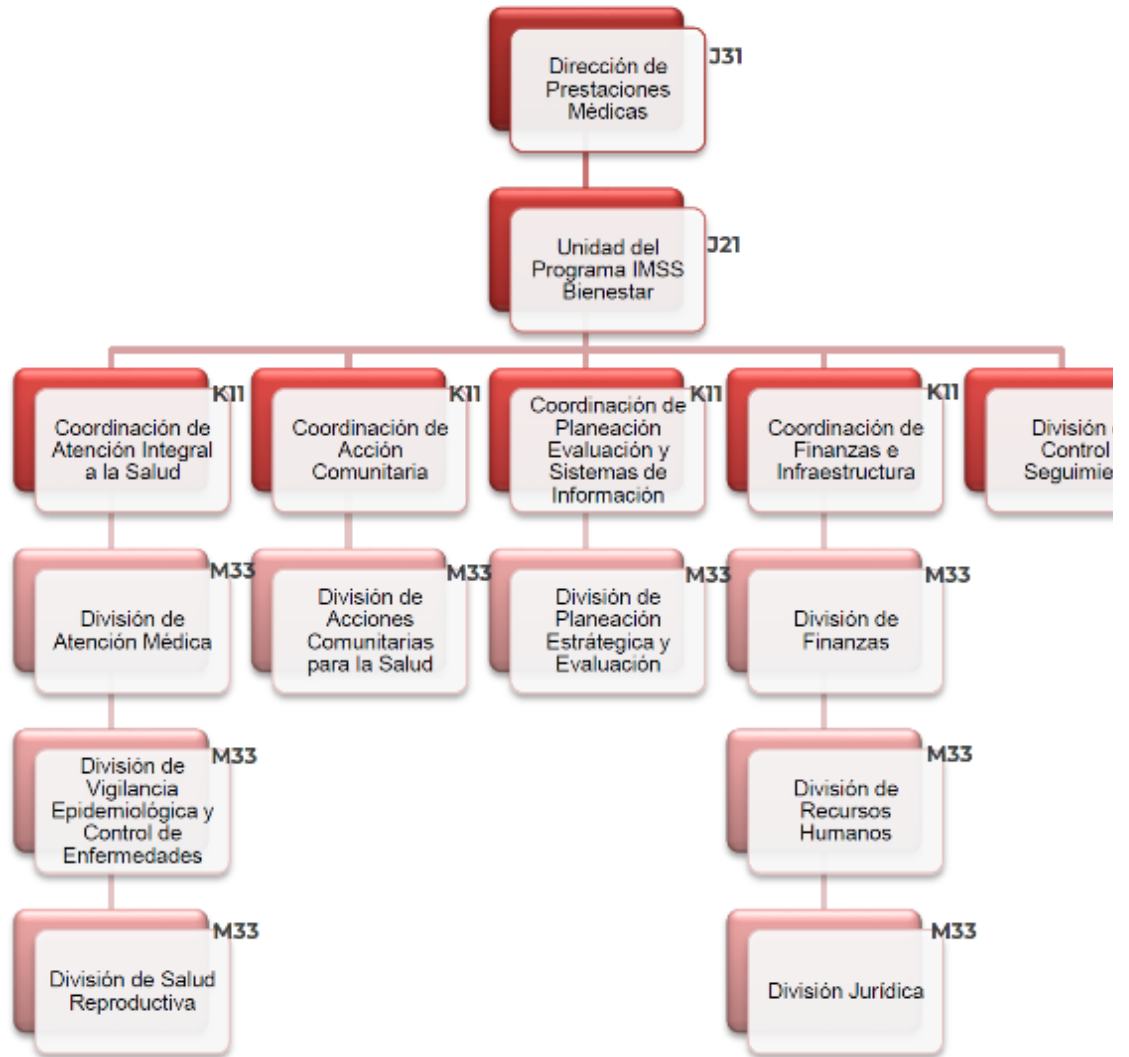 Dirección de
Prestaciones
Médicas
J31
Unidad del
Programa IMSS
Bienestar
J21
Coordinación de
Atención Integral
a la Salud
K11
Coordinación de
Acción
Comunitaria
K11
Coordinación de
Planeación
Evaluación y
Sistemas de
Información
K11
Coordinación de
Finanzas e
Infraestructura
K11
División
Control
División de
Atención Médica
M33
División de
Acciones
Comunitarias
para la Salud
M33
División de
Planeación
Estrátegica y
Evaluación
M33
División de
Finanzas
M33
División de
Vigilancia
Epidemiológica y
Control de
Enfermedades
M33
División de
Recursos
Humanos
M33
División de Salud
Reproductiva
M33
División Jurídica
M33